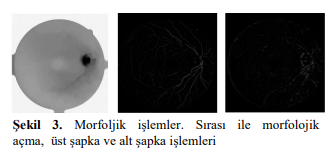 Şekil 3. Morfoljik işlemler. Sırası ile morfolojik
açma, üst şapka ve alt şapka işlemleri